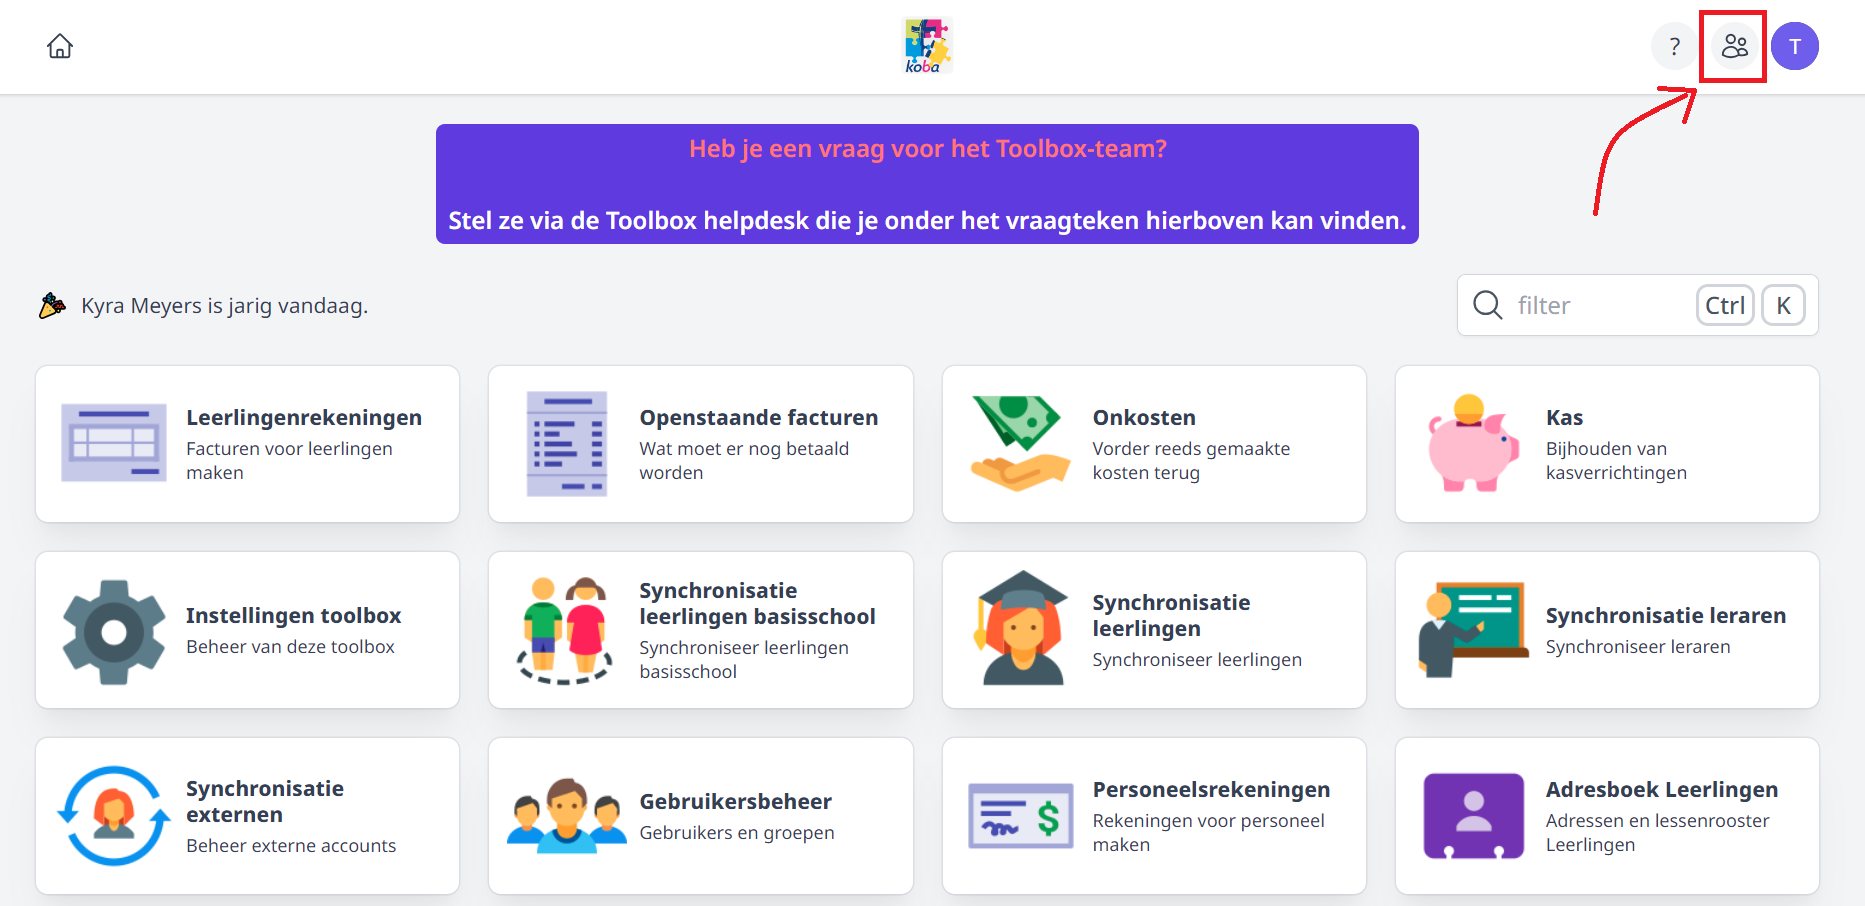 koba
?
T
Heb je een vraag voor het Toolbox-team?
Stel ze via de Toolbox helpdesk die je onder het vraagteken hierboven kan vinden.
Kyra Meyers is jarig vandaag.
filter
Ctrl
K
Leerlingenrekeningen
Facturen voor leerlingen
maken
Openstaande facturen
Wat moet er nog betaald
worden
Onkosten
Vorder reeds gemaakte
kosten terug
Kas
Bijhouden van
kasverrichtingen
Instellingen toolbox
Beheer van deze toolbox
Synchronisatie
leerlingen basisschool
Synchroniseer leerlingen
basisschool
Synchronisatie
leerlingen
Synchroniseer leerlingen
Synchronisatie leraren
Synchroniseer leraren
Synchronisatie
externen
Beheer externe accounts
Gebruikersbeheer
Gebruikers en groepen
$
Personeelsrekeningen
Rekeningen voor personeel
maken
Adresboek Leerlingen
Adressen en lessenrooster
Leerlingen